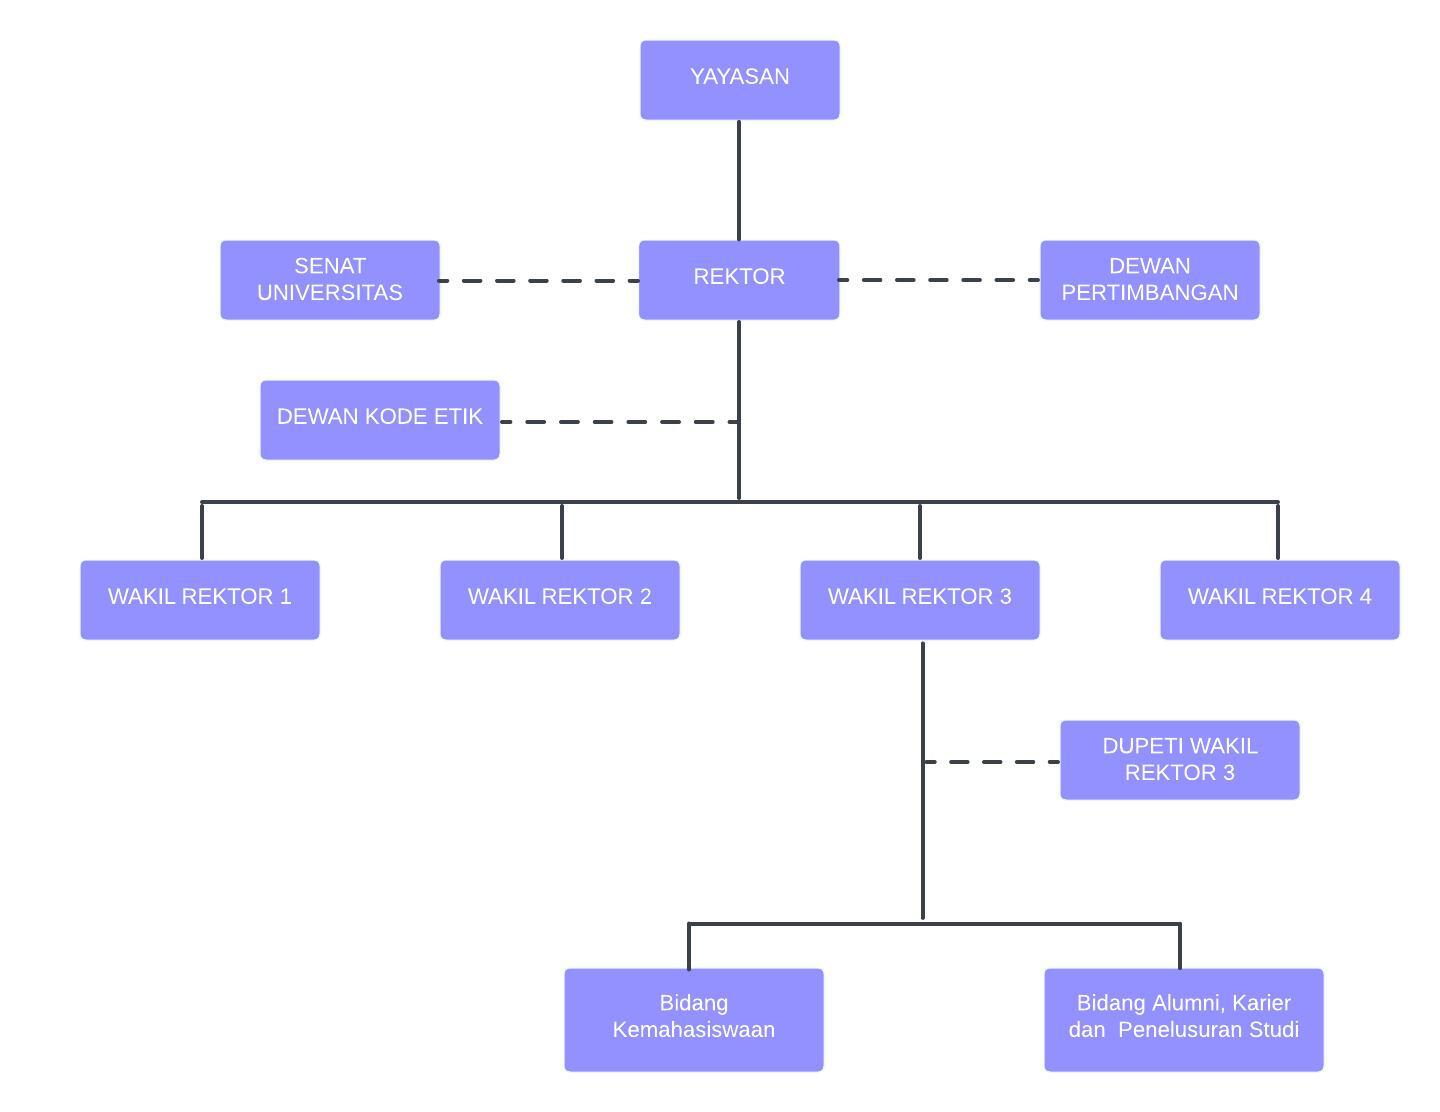 YAYASAN
SENAT
UNIVERSITAS
REKTOR
DEWAN
PERTIMBANGAN
DEWAN KODE ETIK
WAKIL REKTOR 1
WAKIL REKTOR 2
WAKIL REKTOR 3
WAKIL REKTOR 4
DUPETI WAKIL
REKTOR 3
Bidang
Kemahasiswaan
Bidang Alumni, Karier
dan  Penelusuran Studi